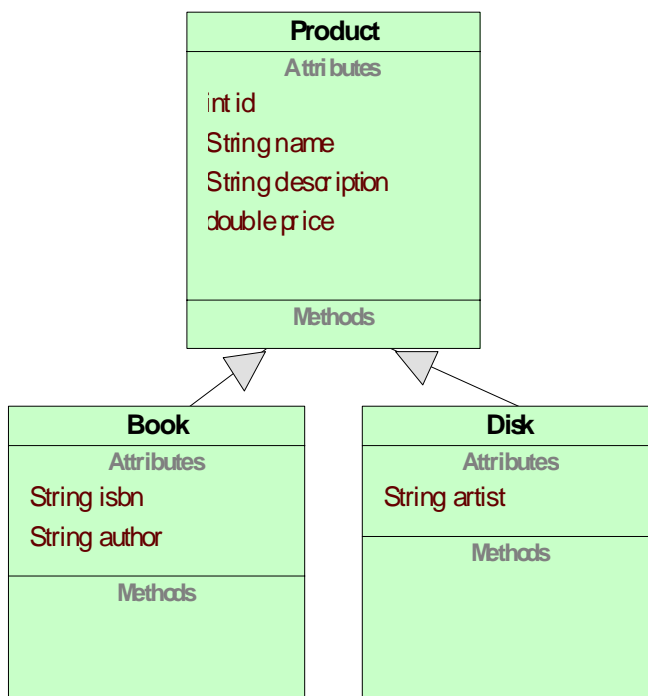 Product
Attributes
int id
String name
String description
double price
Methods
Book
Attributes
String isbn
String author
Methods
Disk
Attributes
String artist
Methods